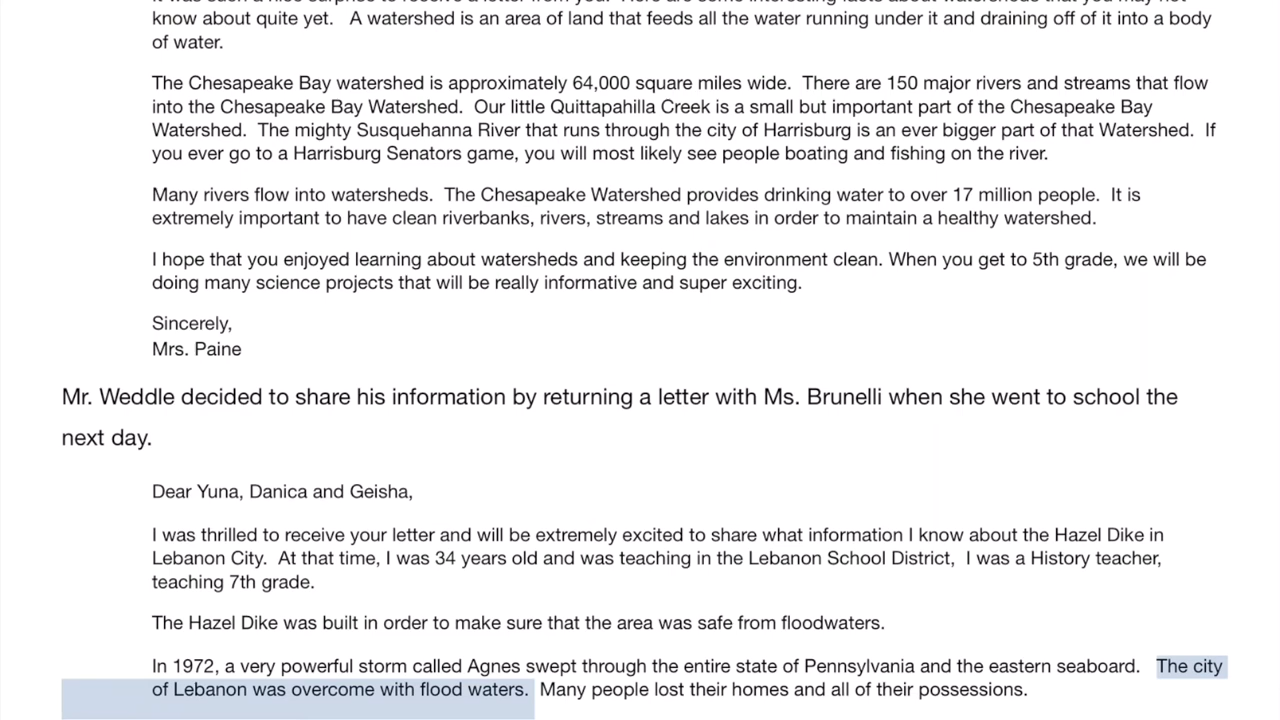 know about quite yet.   A watershed is an area of land that feeds all the water running under it and draining off of it into a body
of water.
The Chesapeake Bay watershed is approximately 64,000 square miles wide.  There are 150 major rivers and streams that flow
into the Chesapeake Bay Watershed.  Our little Quittapahilla Creek is a small but important part of the Chesapeake Bay
Watershed.  The mighty Susquehanna River that runs through the city of Harrisburg is an ever bigger part of that Watershed.  If
you ever go to a Harrisburg Senators game, you will most likely see people boating and fishing on the river.
Many rivers flow into watersheds.  The Chesapeake Watershed provides drinking water to over 17 million people.  It is
extremely important to have clean riverbanks, rivers, streams and lakes in order to maintain a healthy watershed.
I hope that you enjoyed learning about watersheds and keeping the environment clean. When you get to 5th grade, we will be
doing many science projects that will be really informative and super exciting.
Sincerely,
Mrs. Paine
Mr. Weddle decided to share his information by returning a letter with Ms. Brunelli when she went to school the
next day.
Dear Yuna, Danica and Geisha,
I was thrilled to receive your letter and will be extremely excited to share what information I know about the Hazel Dike in
Lebanon City.  At that time, I was 34 years old and was teaching in the Lebanon School District,  I was a History teacher,
teaching 7th grade.
The Hazel Dike was built in order to make sure that the area was safe from floodwaters.
In 1972, a very powerful storm called Agnes swept through the entire state of Pennsylvania and the eastern seaboard.   The city
of Lebanon was overcome with flood waters.  Many people lost their homes and all of their possessions.